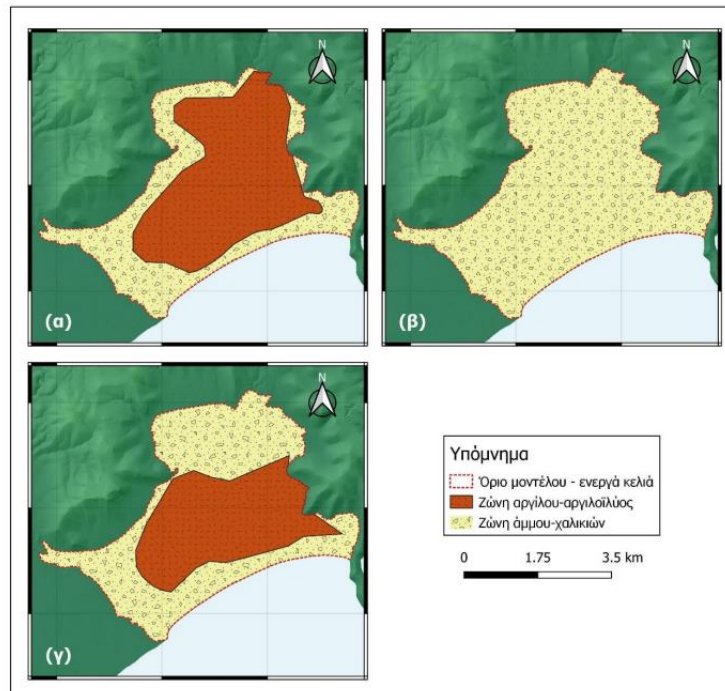 N
N
(α)
(β)
N
(γ)
Υπόμνημα
Όριο μοντέλου - ενεργά κελιά
Ζώνη αργίλου-αργιλοϊλύος
Ζώνη άμμου-χαλικιών
0 1.75 3.5 km